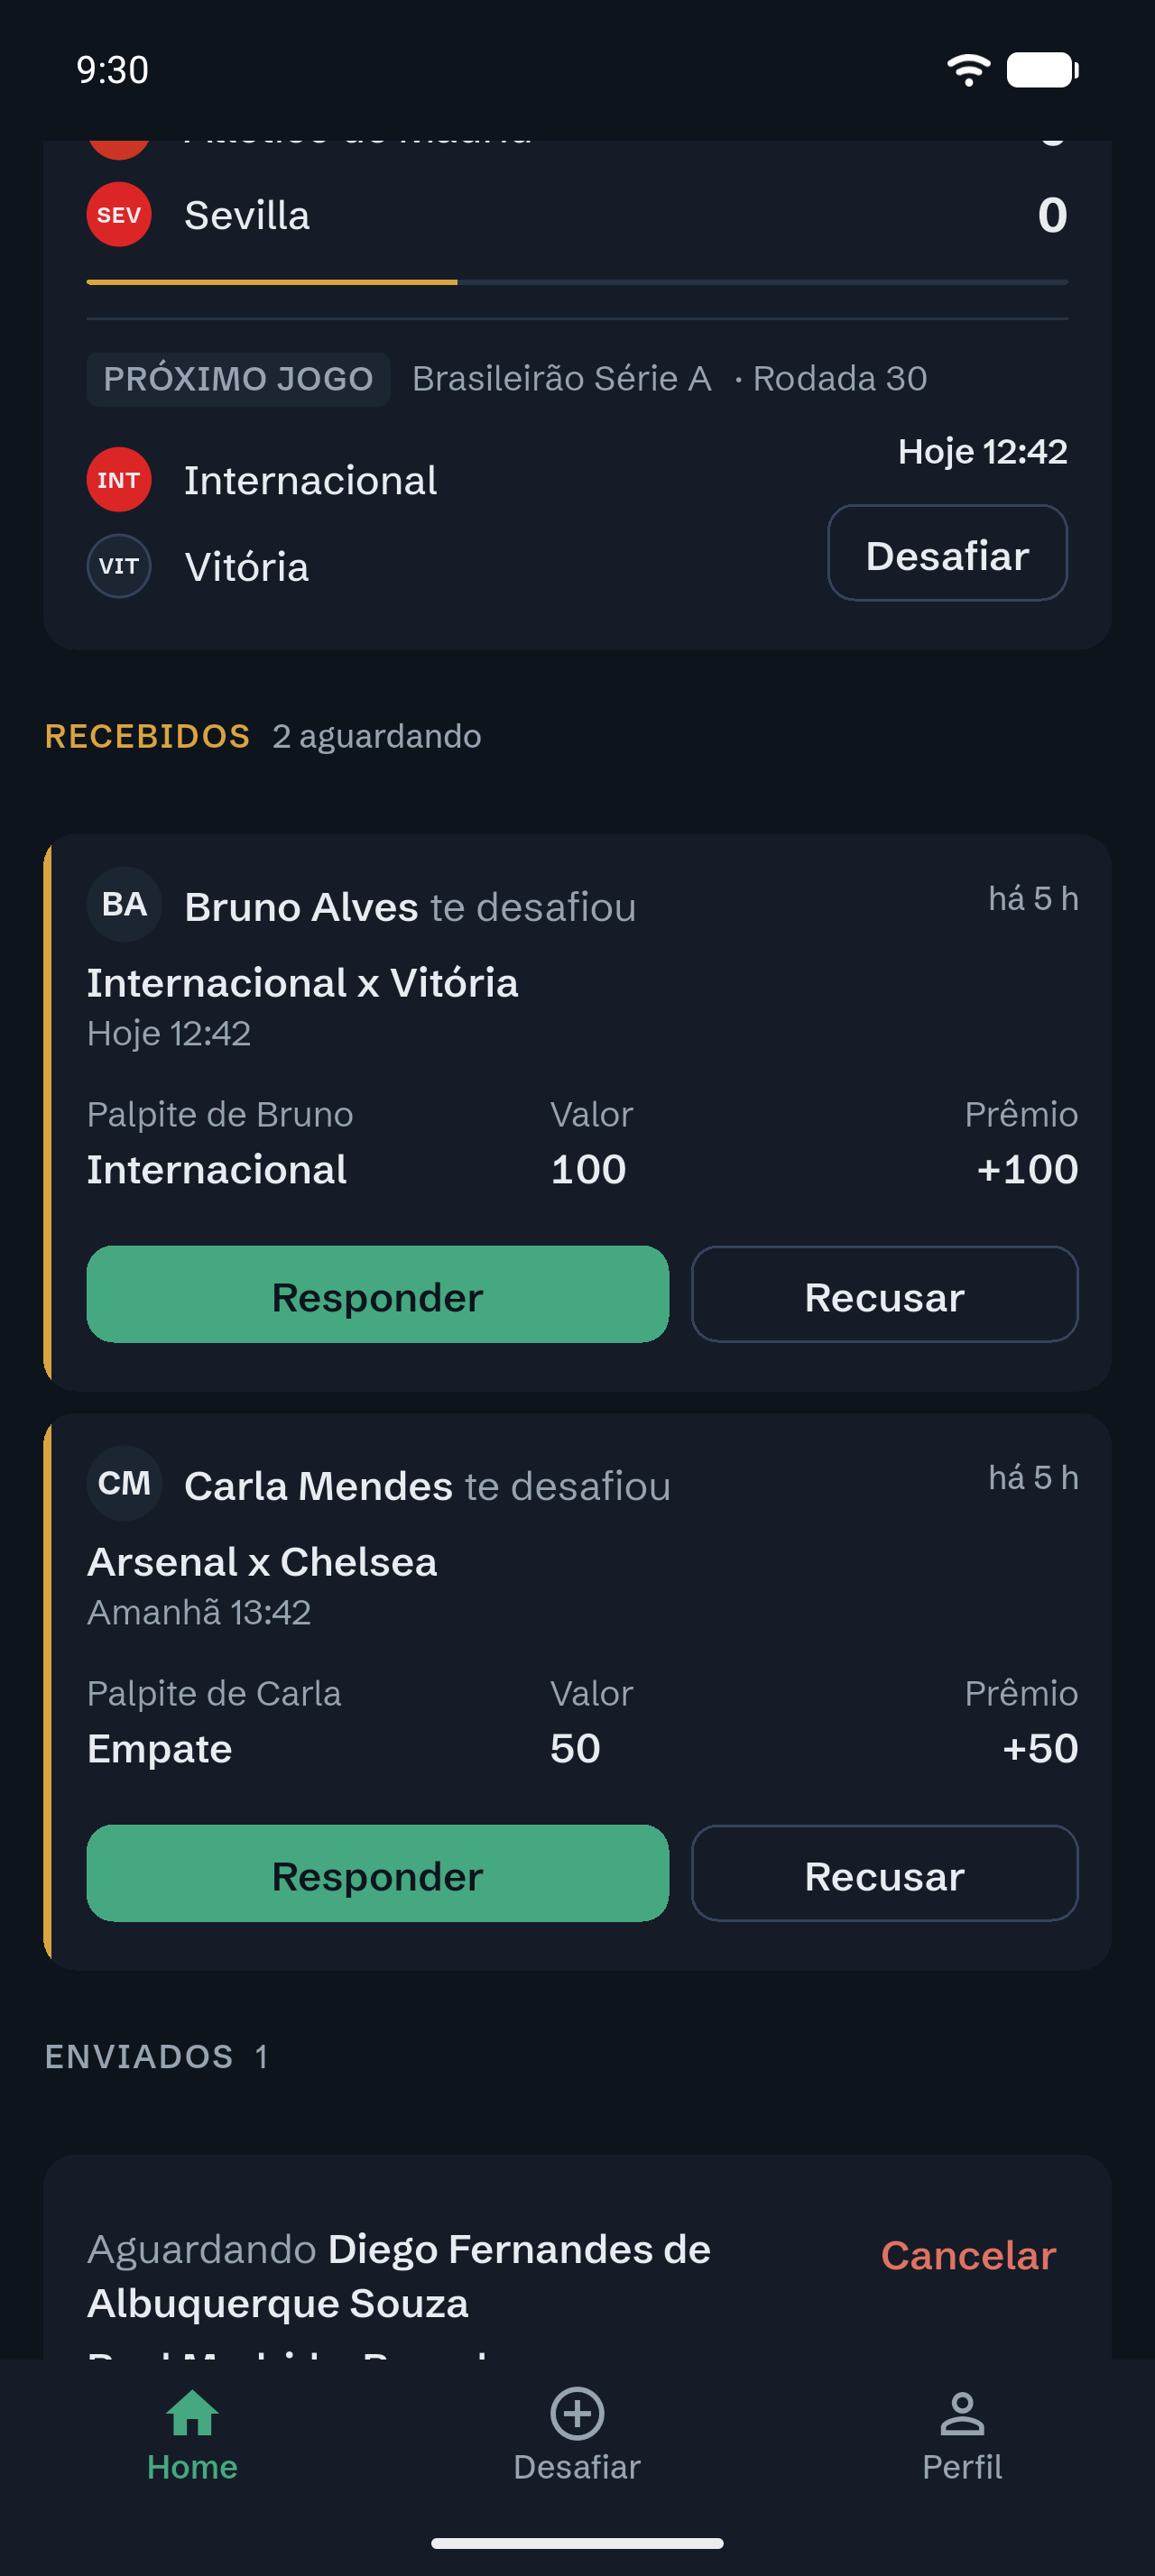 9:30
SEV Sevilla 0
PRÓXIMO JOGO Brasileirão Série A · Rodada 30
Hoje 12:42
INT Internacional
VIT Vitória
Desafiar
RECEBIDOS 2 aguardando
BA Bruno Alves te desafiou há 5 h
Internacional x Vitória
Hoje 12:42
Palpite de Bruno Valor Prêmio
Internacional 100 +100
Responder Recusar
CM Carla Mendes te desafiou há 5 h
Arsenal x Chelsea
Amanhã 13:42
Palpite de Carla Valor Prêmio
Empate 50 +50
Responder Recusar
ENVIADOS 1
Aguardando Diego Fernandes de
Albuquerque Souza
Cancelar
Home Desafiar Perfil